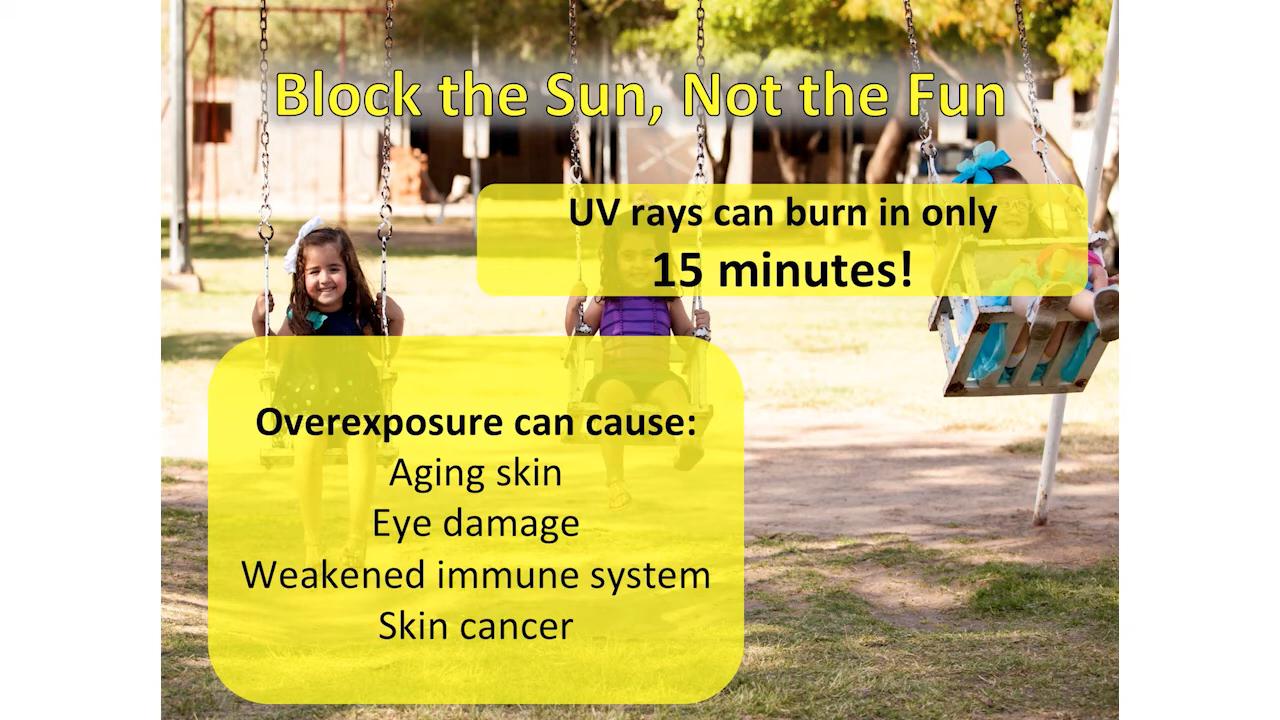 Block the Sun, Not the Fun
UV rays can burn in only
15 minutes!
Overexposure can cause:
Aging skin
Eye damage
Weakened immune system
Skin cancer